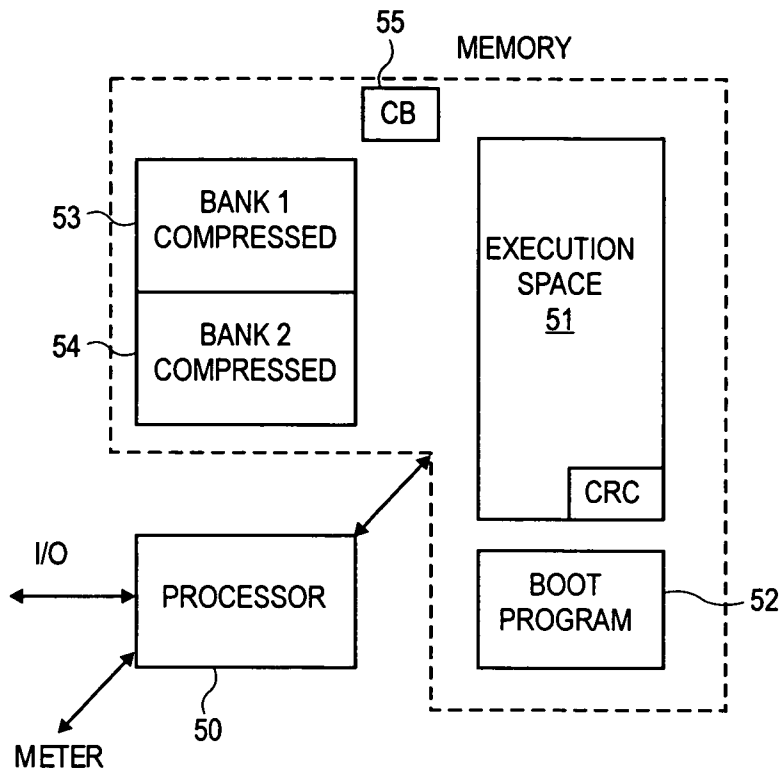 55
MEMORY
CB
53
BANK 1
COMPRESSED
54
BANK 2
COMPRESSED
EXECUTION
SPACE
51
CRC
I/O
PROCESSOR
50
METER
BOOT
PROGRAM
52